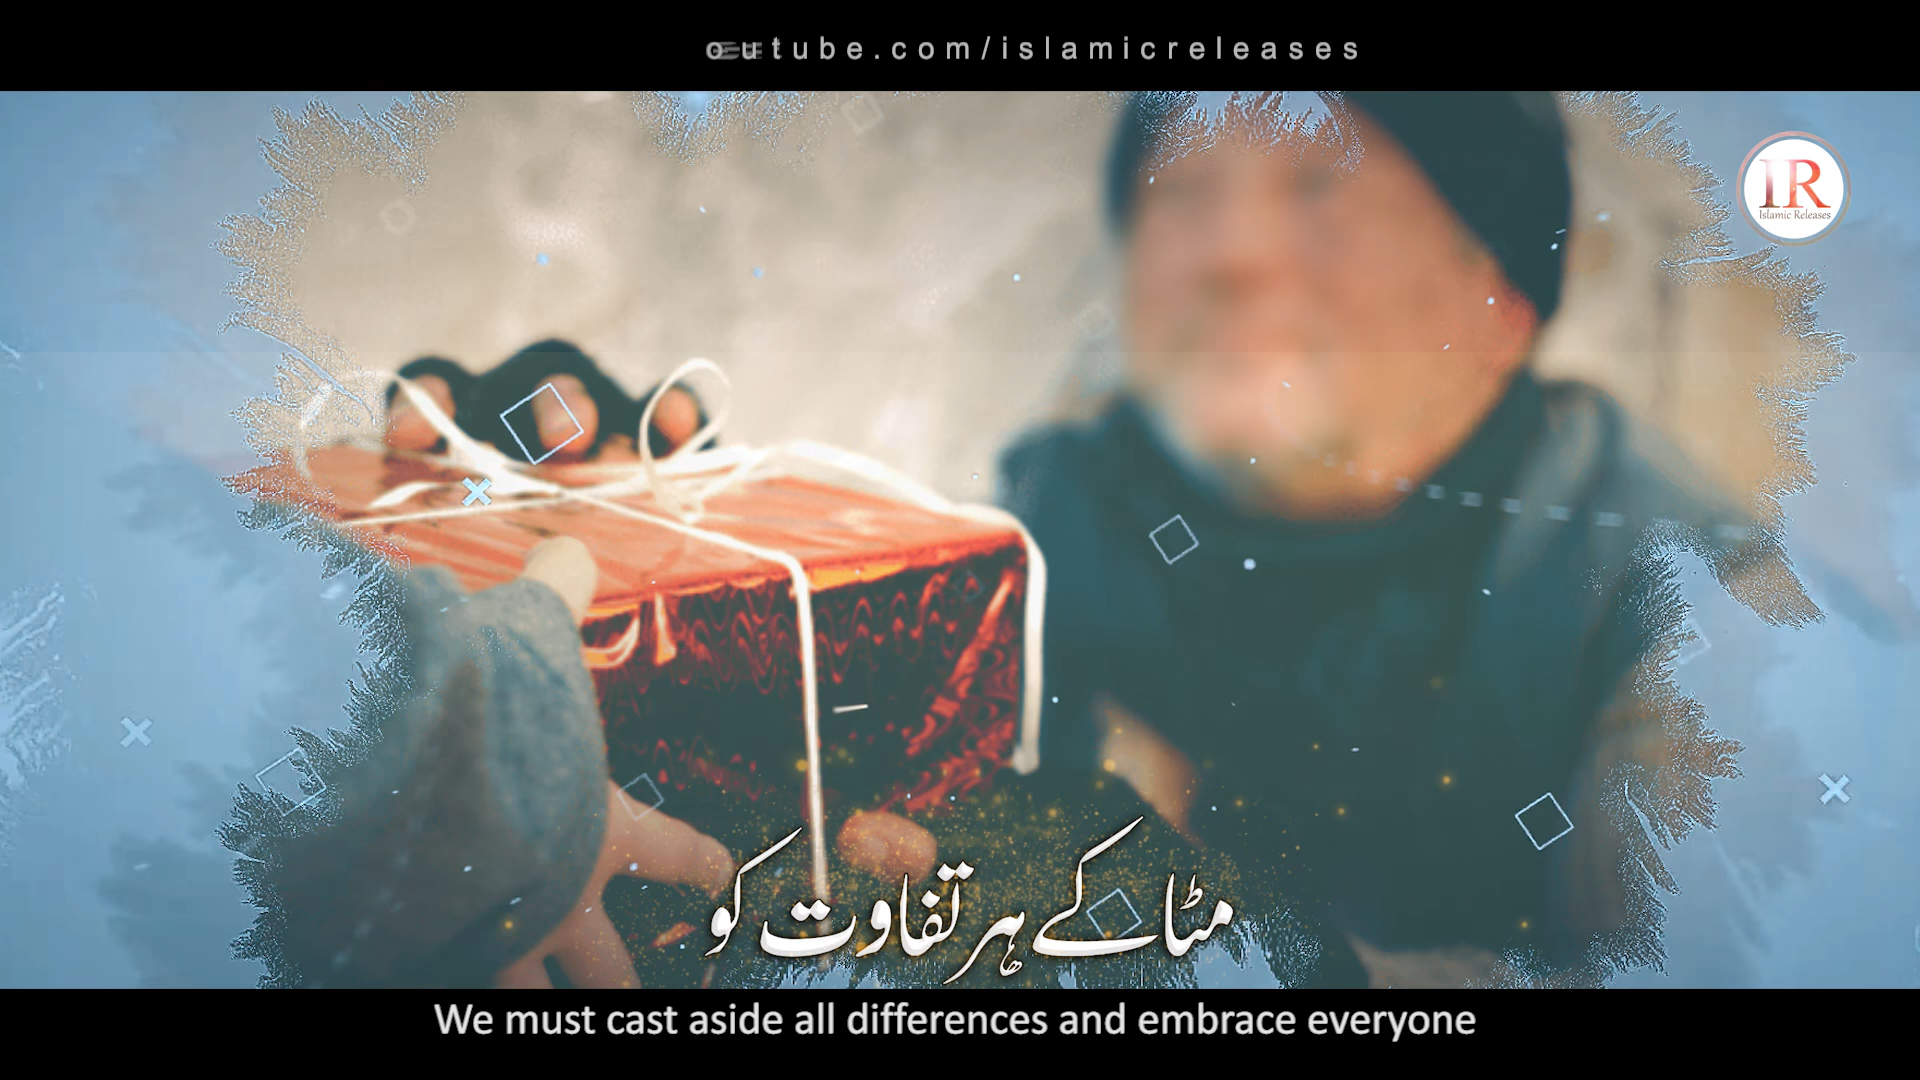 outube.com/islamicreleases
IR
Islamic Releases
مٹا کے ہر تفاوت کو
We must cast aside all differences and embrace everyone